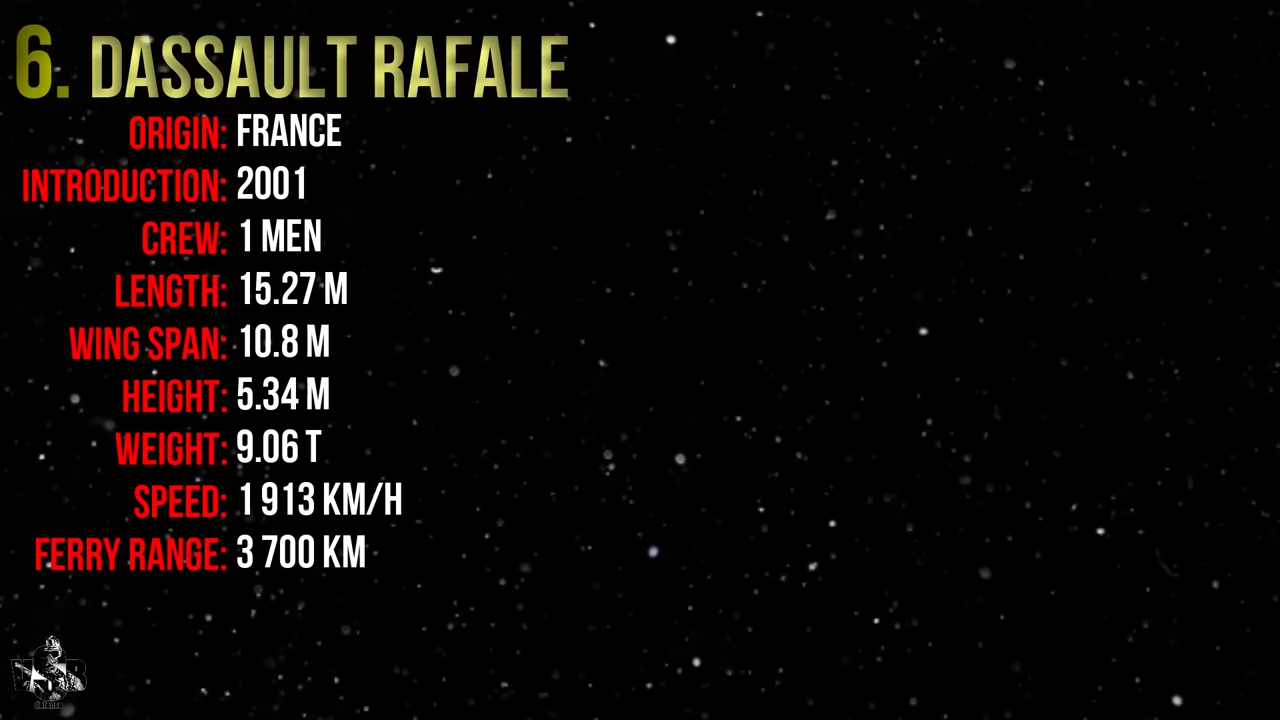 6. DASSAULT RAFALE
ORIGIN: FRANCE
INTRODUCTION: 2001
CREW: 1 MEN
LENGTH: 15.27 M
WING SPAN: 10.8 M
HEIGHT: 5.34 M
WEIGHT: 9.06 T
SPEED: 1 913 KM/H
FERRY RANGE: 3 700 KM
defense